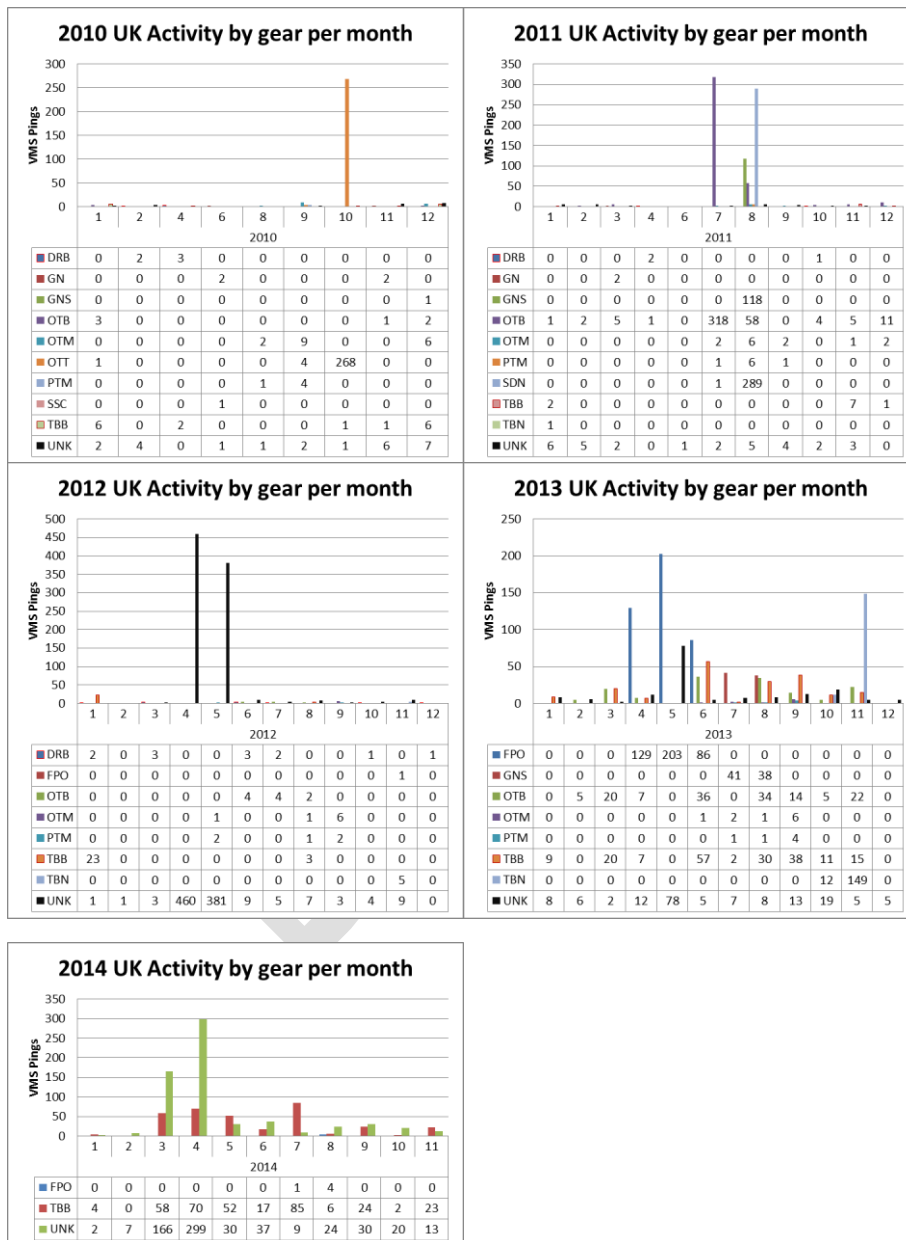 2010 UK Activity by gear per month
300
250
200
150
100
50
0
VMS Pings
1 2 4 6 8 9 10 11 12
2010
DRB 0 2 3 0 0 0 0 0 0
GN 0 0 0 2 0 0 0 2 0
GNS 0 0 0 0 0 0 0 0 1
OTB 3 0 0 0 0 0 0 1 2
OTM 0 0 0 0 2 9 0 0 6
OTT 1 0 0 0 0 4 268 0 0
PTM 0 0 0 0 1 4 0 0 0
SSC 0 0 0 1 0 0 0 0 0
TBB 6 0 2 0 0 0 1 1 6
UNK 2 4 0 1 1 2 1 6 7
2011 UK Activity by gear per month
350
300
250
200
150
100
50
0
VMS Pings
1 2 3 4 6 7 8 9 10 11 12
2011
DRB 0 0 0 2 0 0 0 0 1 0 0
GN 0 0 2 0 0 0 0 0 0 0 0
GNS 0 0 0 0 0 0 118 0 0 0 0
OTB 1 2 5 1 0 318 58 0 4 5 11
OTM 0 0 0 0 0 2 6 2 0 1 2
PTM 0 0 0 0 0 1 6 1 0 0 0
SDN 0 0 0 0 0 1 289 0 0 0 0
TBB 2 0 0 0 0 0 0 0 0 7 1
TBN 1 0 0 0 0 0 0 0 0 0 0
UNK 6 5 2 0 1 2 5 4 2 3 0
2012 UK Activity by gear per month
500
450
400
350
300
250
200
150
100
50
0
VMS Pings
1 2 3 4 5 6 7 8 9 10 11 12
2012
DRB 2 0 3 0 0 3 2 0 0 1 0 1
FPO 0 0 0 0 0 0 0 0 0 0 1 0
OTB 0 0 0 0 0 4 4 2 0 0 0 0
OTM 0 0 0 0 1 0 0 1 6 0 0 0
PTM 0 0 0 0 2 0 0 1 2 0 0 0
TBB 23 0 0 0 0 0 0 3 0 0 0 0
TBN 0 0 0 0 0 0 0 0 0 0 5 0
UNK 1 1 3 460 381 9 5 7 3 4 9 0
2013 UK Activity by gear per month
250
200
150
100
50
0
VMS Pings
1 2 3 4 5 6 7 8 9 10 11 12
2013
FPO 0 0 0 129 203 86 0 0 0 0 0 0
GNS 0 0 0 0 0 0 41 38 0 0 0 0
OTB 0 5 20 7 0 36 0 34 14 5 22 0
OTM 0 0 0 0 0 1 2 1 6 0 0 0
PTM 0 0 0 0 0 0 1 1 4 0 0 0
TBB 9 0 20 7 0 57 2 30 38 11 15 0
TBN 0 0 0 0 0 0 0 0 0 12 149 0
UNK 8 6 2 12 78 5 7 8 13 19 5 5
2014 UK Activity by gear per month
350
300
250
200
150
100
50
0
VMS Pings
1 2 3 4 5 6 7 8 9 10 11
2014
FPO 0 0 0 0 0 0 1 4 0 0 0
TBB 4 0 58 70 52 17 85 6 24 2 23
UNK 2 7 166 299 30 37 9 24 30 20 13